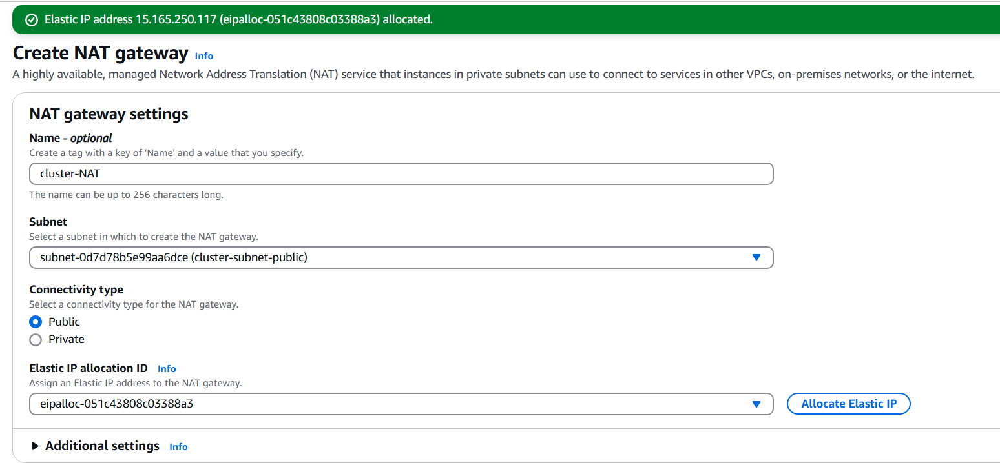 Elastic IP address 15.165.250.117 (eipalloc-051c43808c03388a3) allocated.
Create NAT gateway Info
A highly available, managed Network Address Translation (NAT) service that instances in private subnets can use to connect to services in other VPCs, on-premises networks, or the internet.
NAT gateway settings
Name - optional
Create a tag with a key of 'Name' and a value that you specify.
cluster-NAT
The name can be up to 256 characters long.
Subnet
Select a subnet in which to create the NAT gateway.
subnet-0d7d78b5e99aa6dce (cluster-subnet-public)
Connectivity type
Select a connectivity type for the NAT gateway.
Public
Private
Elastic IP allocation ID Info
Assign an Elastic IP address to the NAT gateway.
eipalloc-051c43808c03388a3 Allocate Elastic IP
Additional settings Info